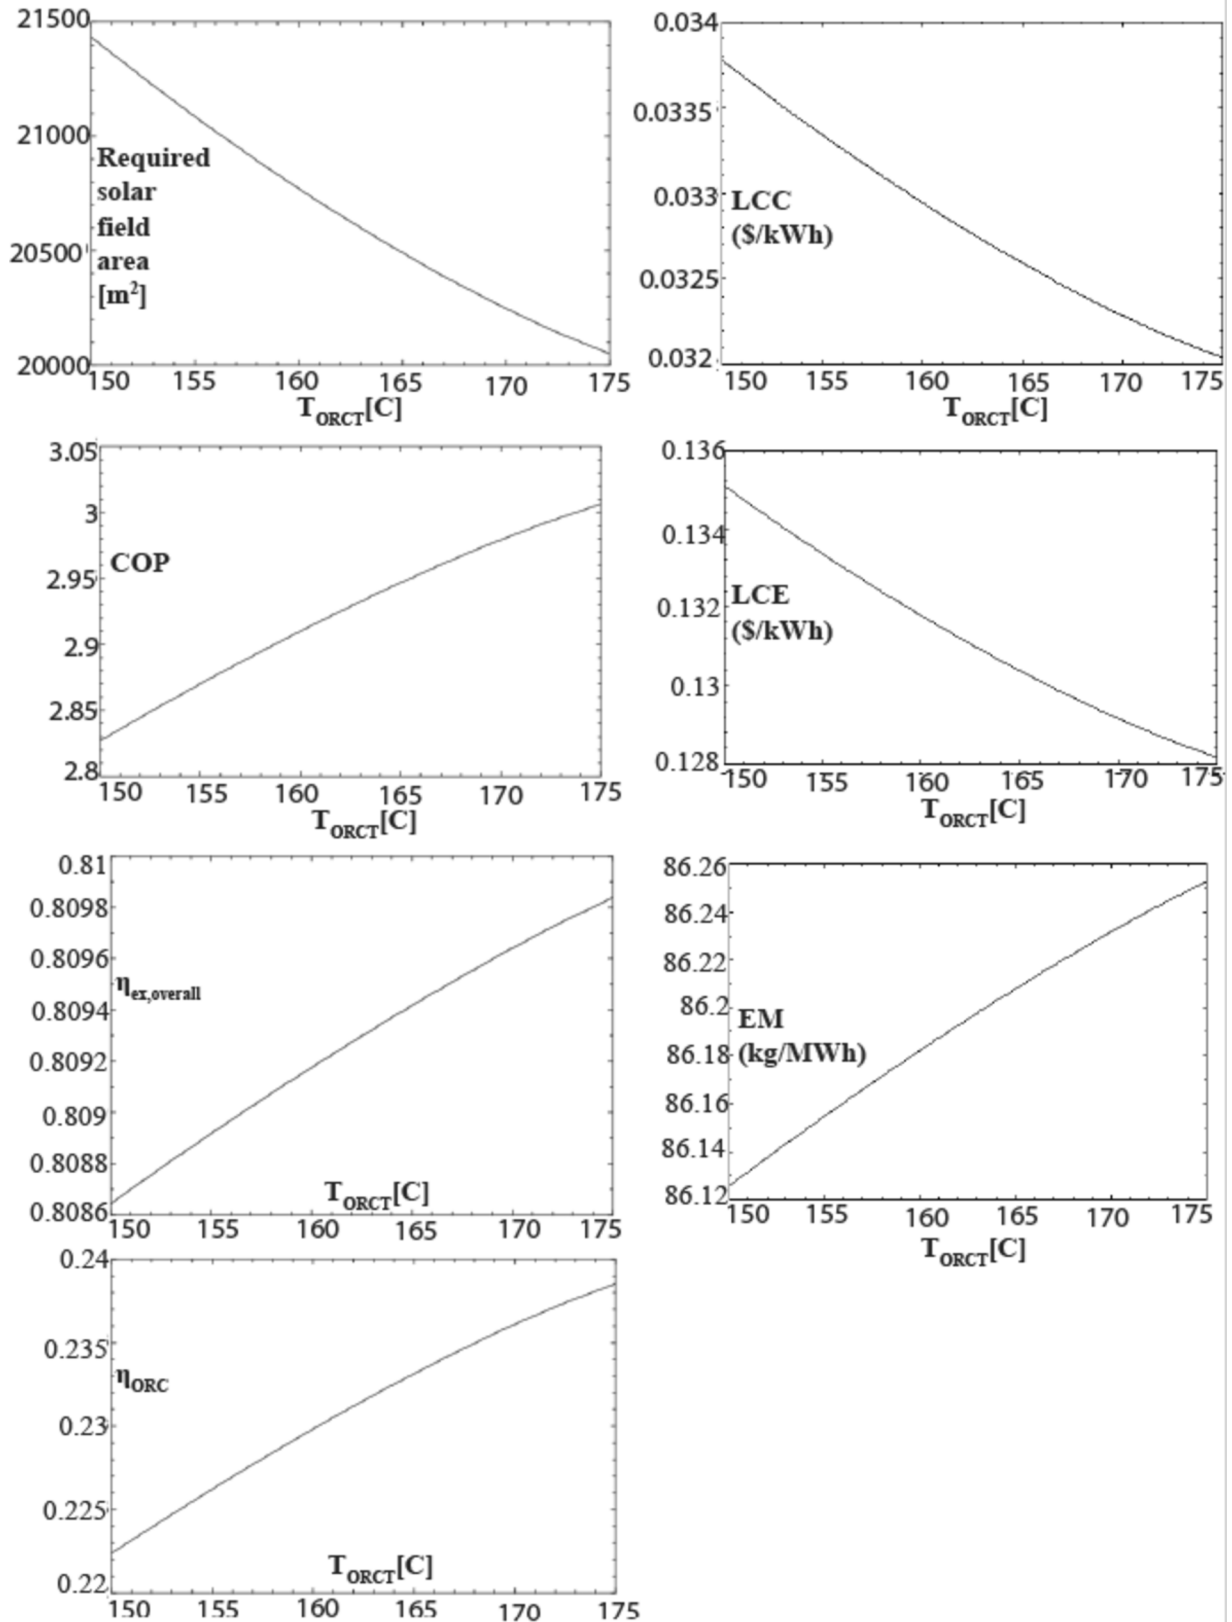 21500
21000
20500
20000
Required
solar
field
area
[m²]
150 155 160 165 170 175
T_ORCT[C]
0.034
0.0335
0.033
0.0325
0.032
LCC
($/kWh)
150 155 160 165 170 175
T_ORCT[C]
3.05
3
2.95
2.9
2.85
2.8
COP
150 155 160 165 170 175
T_ORCT[C]
0.136
0.134
0.132
0.13
0.128
LCE
($/kWh)
150 155 160 165 170 175
T_ORCT[C]
0.81
0.8098
0.8096
0.8094
0.8092
0.809
0.8088
0.8086
η_ex,overall
T_ORCT[C]
150 155 160 165 170 175
86.26
86.24
86.22
86.2
86.18
86.16
86.14
86.12
EM
(kg/MWh)
150 155 160 165 170 175
T_ORCT[C]
0.24
0.235
0.23
0.225
0.22
η_ORC
T_ORCT[C]
150 155 160 165 170 175